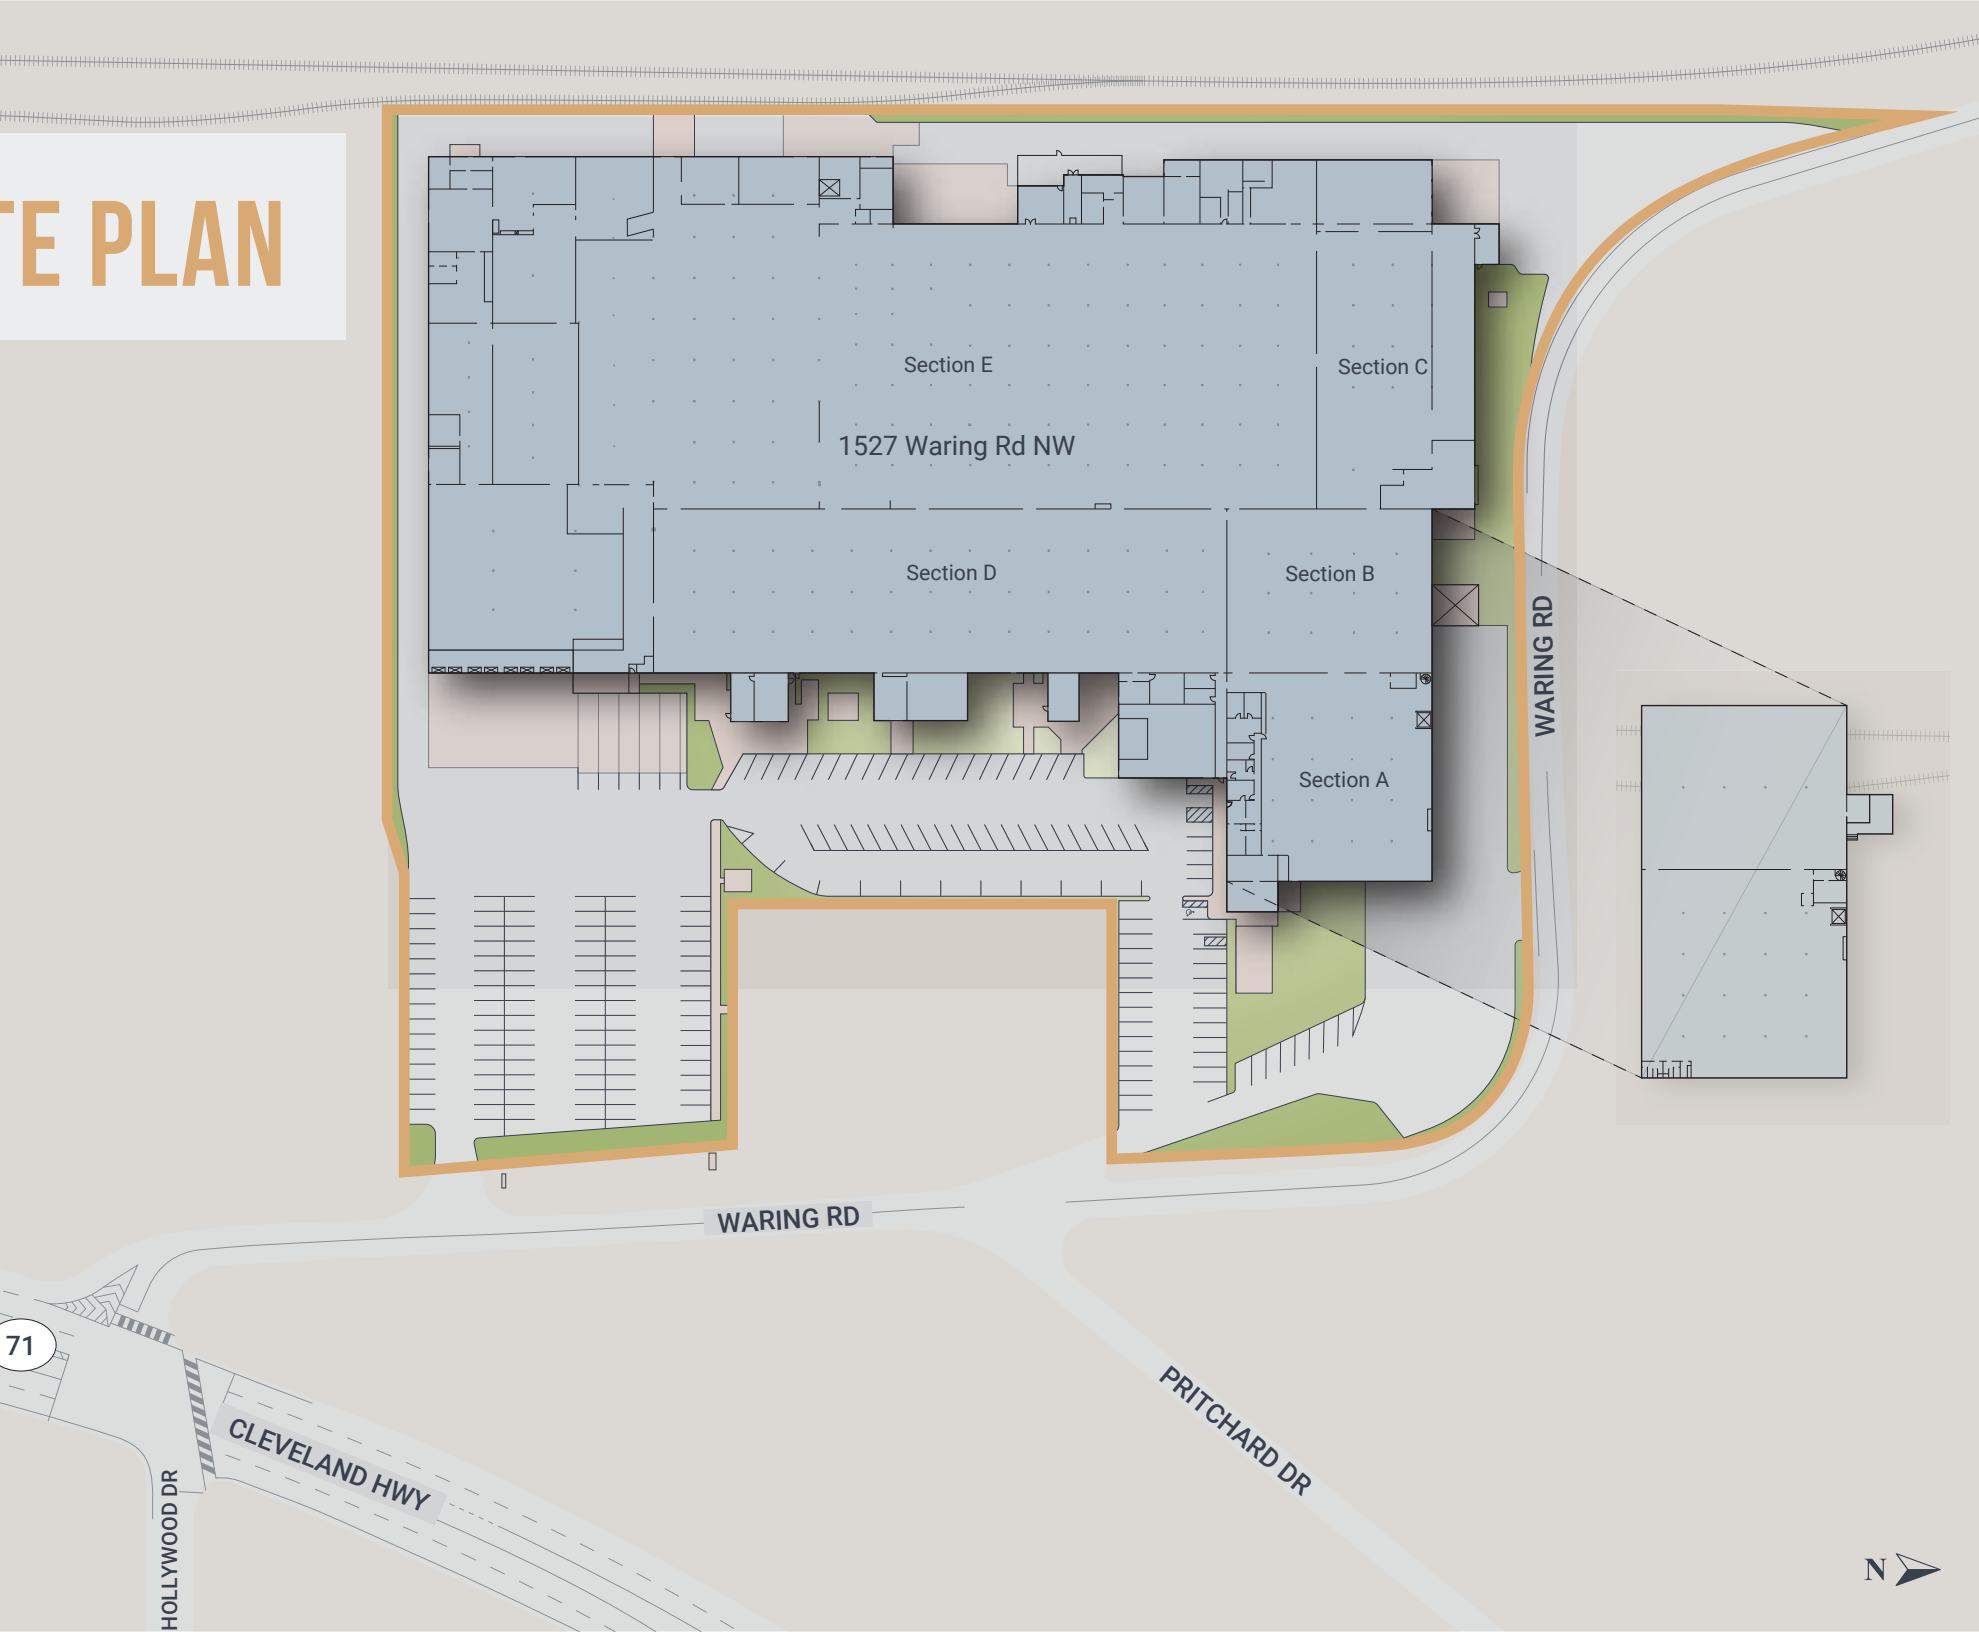 TE PLAN
Section E
Section C
1527 Waring Rd NW
Section D
Section B
Section A
WARING RD
WARING RD
71
CLEVELAND HWY
HOLLYWOOD DR
PRITCHARD DR
N